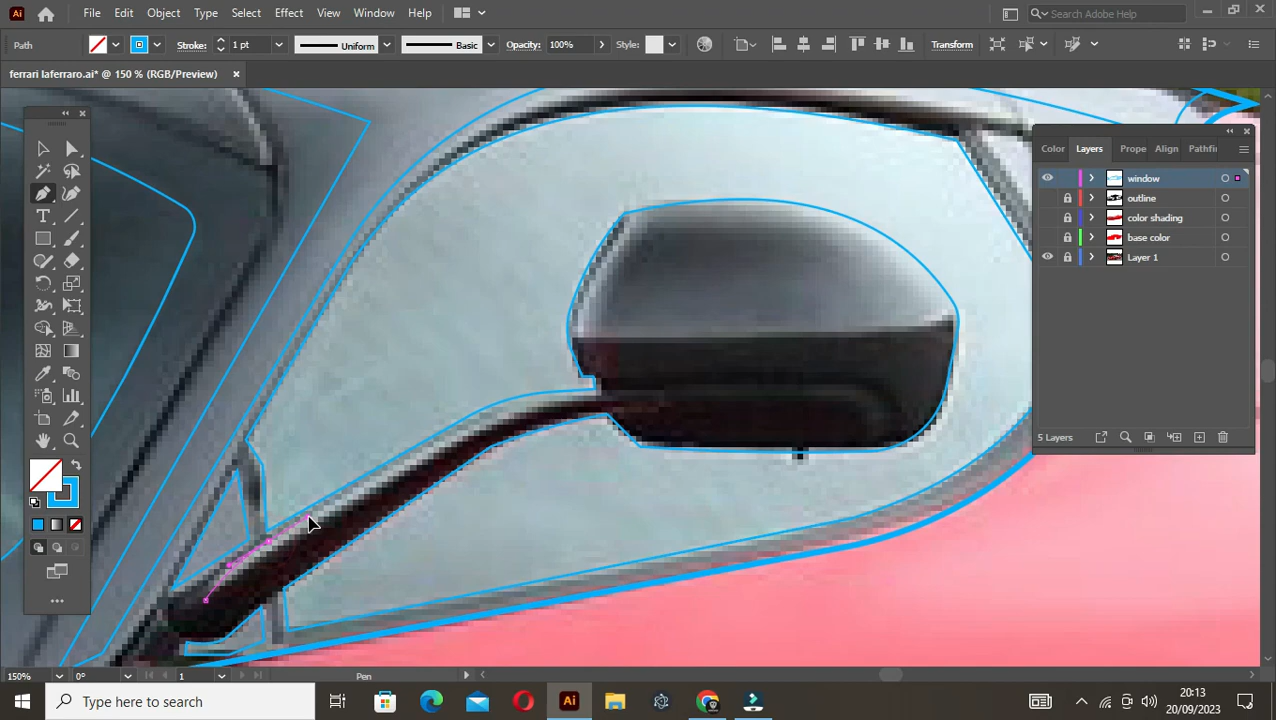 Ai
File Edit Object Type Select Effect View Window Help
Search Adobe Help
Path
Stroke:
1 pt
Uniform
Basic
Opacity:
100%
Style:
Transform
ferrari laferraro.ai* @ 150 % (RGB/Preview)
Color Layers Prope Align Pathfi
window
outline
color shading
base color
Layer 1
5 Layers
150%
0°
1
Pen
Type here to search
Ai
20:13
20/09/2023